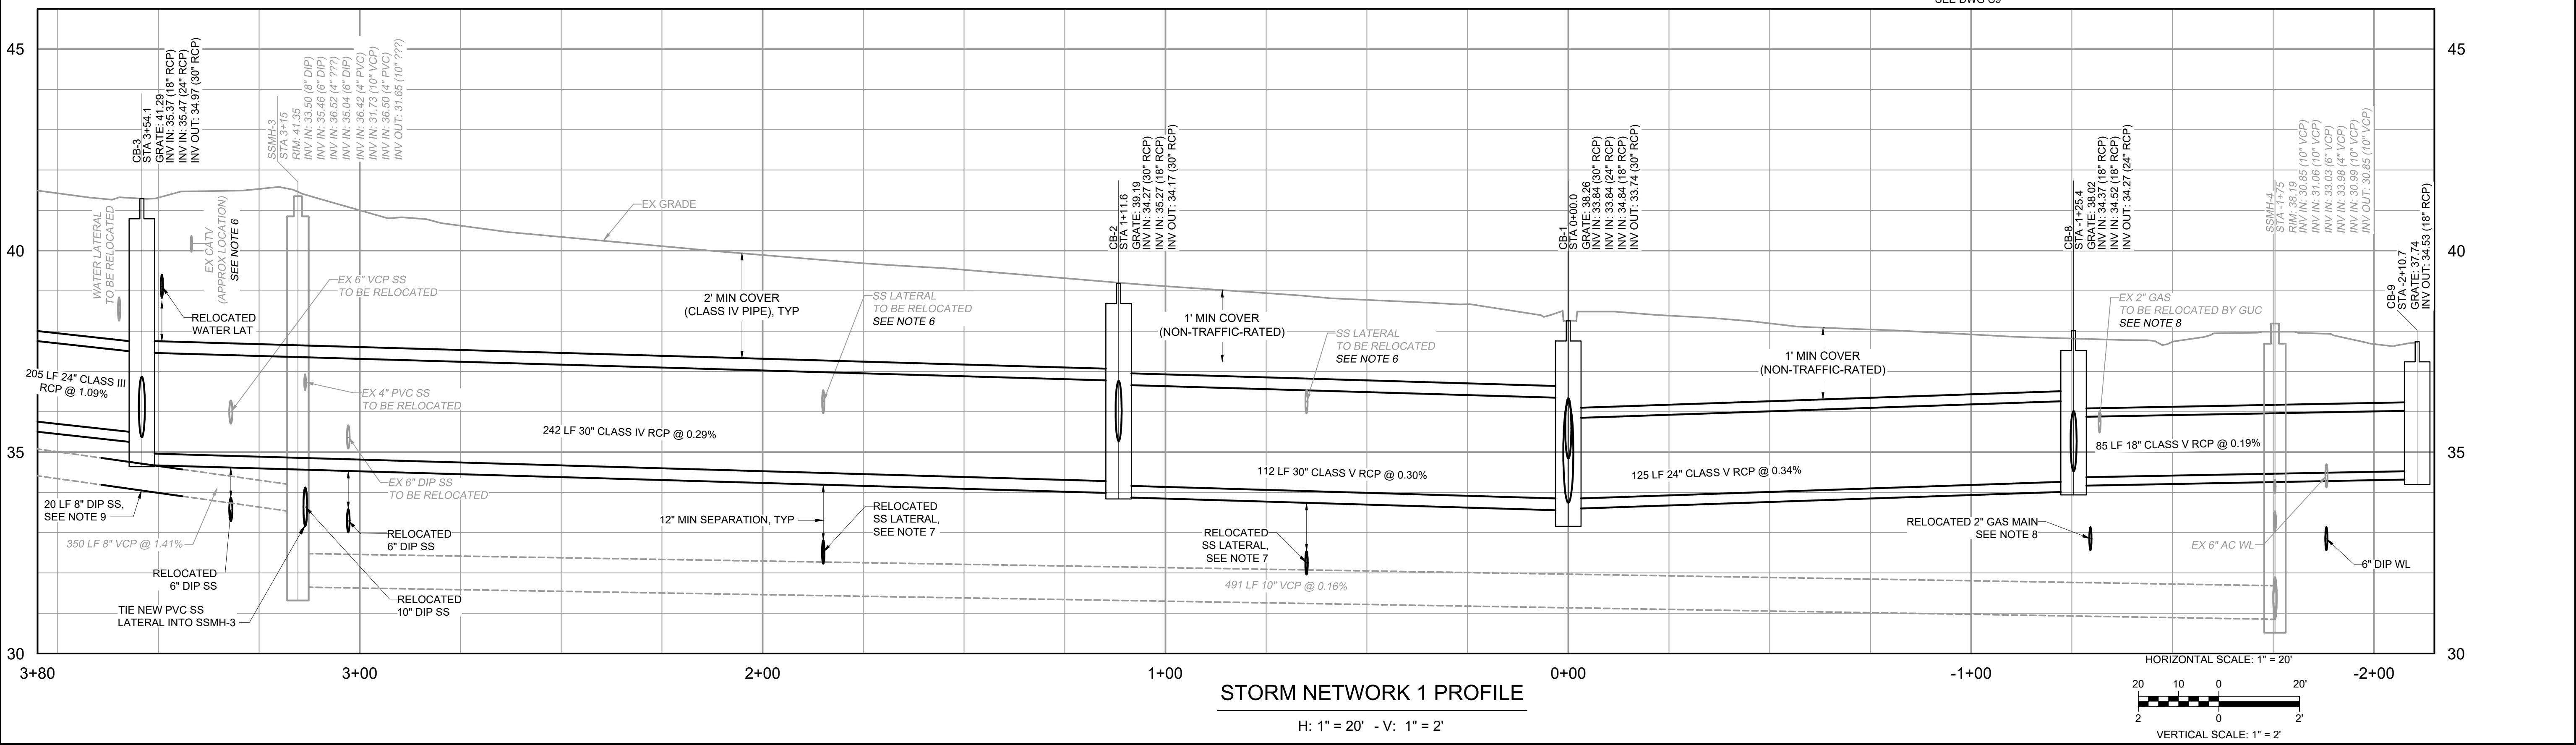 SEE DWG C9
45
45
40
40
35
35
30
30
CB-3
STA 3+54.1
GRATE: 41.29
INV IN: 35.37 (18" RCP)
INV IN: 35.47 (24" RCP)
INV OUT: 34.97 (30" RCP)
SSMH-3
STA 3+15
RIM: 41.35
INV IN: 33.50 (8" DIP)
INV IN: 35.46 (6" DIP)
INV IN: 36.52 (4" ???)
INV IN: 35.04 (6" DIP)
INV IN: 36.42 (4" PVC)
INV IN: 31.73 (10" VCP)
INV IN: 36.50 (4" PVC)
INV OUT: 31.65 (10" ???)
CB-2
STA 1+11.6
GRATE: 39.19
INV IN: 34.27 (30" RCP)
INV IN: 35.27 (18" RCP)
INV OUT: 34.17 (30" RCP)
CB-1
STA 0+00.0
GRATE: 38.26
INV IN: 33.84 (30" RCP)
INV IN: 33.84 (24" RCP)
INV IN: 34.84 (18" RCP)
INV OUT: 33.74 (30" RCP)
CB-8
STA -1+25.4
GRATE: 38.02
INV IN: 34.37 (18" RCP)
INV IN: 34.52 (18" RCP)
INV OUT: 34.27 (24" RCP)
SSMH-4
STA -1+75
RIM: 38.19
INV IN: 30.85 (10" VCP)
INV IN: 31.06 (10" VCP)
INV IN: 33.03 (6" VCP)
INV IN: 33.98 (4" VCP)
INV IN: 30.99 (10" VCP)
INV OUT: 30.85 (10" VCP)
CB-9
STA -2+10.7
GRATE: 37.74
INV OUT: 34.53 (18" RCP)
WATER LATERAL
TO BE RELOCATED
EX CATV
(APPROX LOCATION)
SEE NOTE 6
EX GRADE
RELOCATED
WATER LAT
EX 6" VCP SS
TO BE RELOCATED
2' MIN COVER
(CLASS IV PIPE), TYP
SS LATERAL
TO BE RELOCATED
SEE NOTE 6
1' MIN COVER
(NON-TRAFFIC-RATED)
SS LATERAL
TO BE RELOCATED
SEE NOTE 6
1' MIN COVER
(NON-TRAFFIC-RATED)
EX 2" GAS
TO BE RELOCATED BY GUC
SEE NOTE 8
205 LF 24" CLASS III
RCP @ 1.09%
EX 4" PVC SS
TO BE RELOCATED
242 LF 30" CLASS IV RCP @ 0.29%
112 LF 30" CLASS V RCP @ 0.30%
125 LF 24" CLASS V RCP @ 0.34%
85 LF 18" CLASS V RCP @ 0.19%
EX 6" DIP SS
TO BE RELOCATED
20 LF 8" DIP SS,
SEE NOTE 9
350 LF 8" VCP @ 1.41%
RELOCATED
6" DIP SS
TIE NEW PVC SS
LATERAL INTO SSMH-3
RELOCATED
6" DIP SS
RELOCATED
10" DIP SS
12" MIN SEPARATION, TYP
RELOCATED
SS LATERAL,
SEE NOTE 7
RELOCATED
SS LATERAL,
SEE NOTE 7
491 LF 10" VCP @ 0.16%
RELOCATED 2" GAS MAIN
SEE NOTE 8
EX 6" AC WL
6" DIP WL
3+80
3+00
2+00
1+00
0+00
-1+00
-2+00
STORM NETWORK 1 PROFILE
H: 1" = 20' - V: 1" = 2'
HORIZONTAL SCALE: 1" = 20'
20 10 0 20'
2 0 2'
VERTICAL SCALE: 1" = 2'